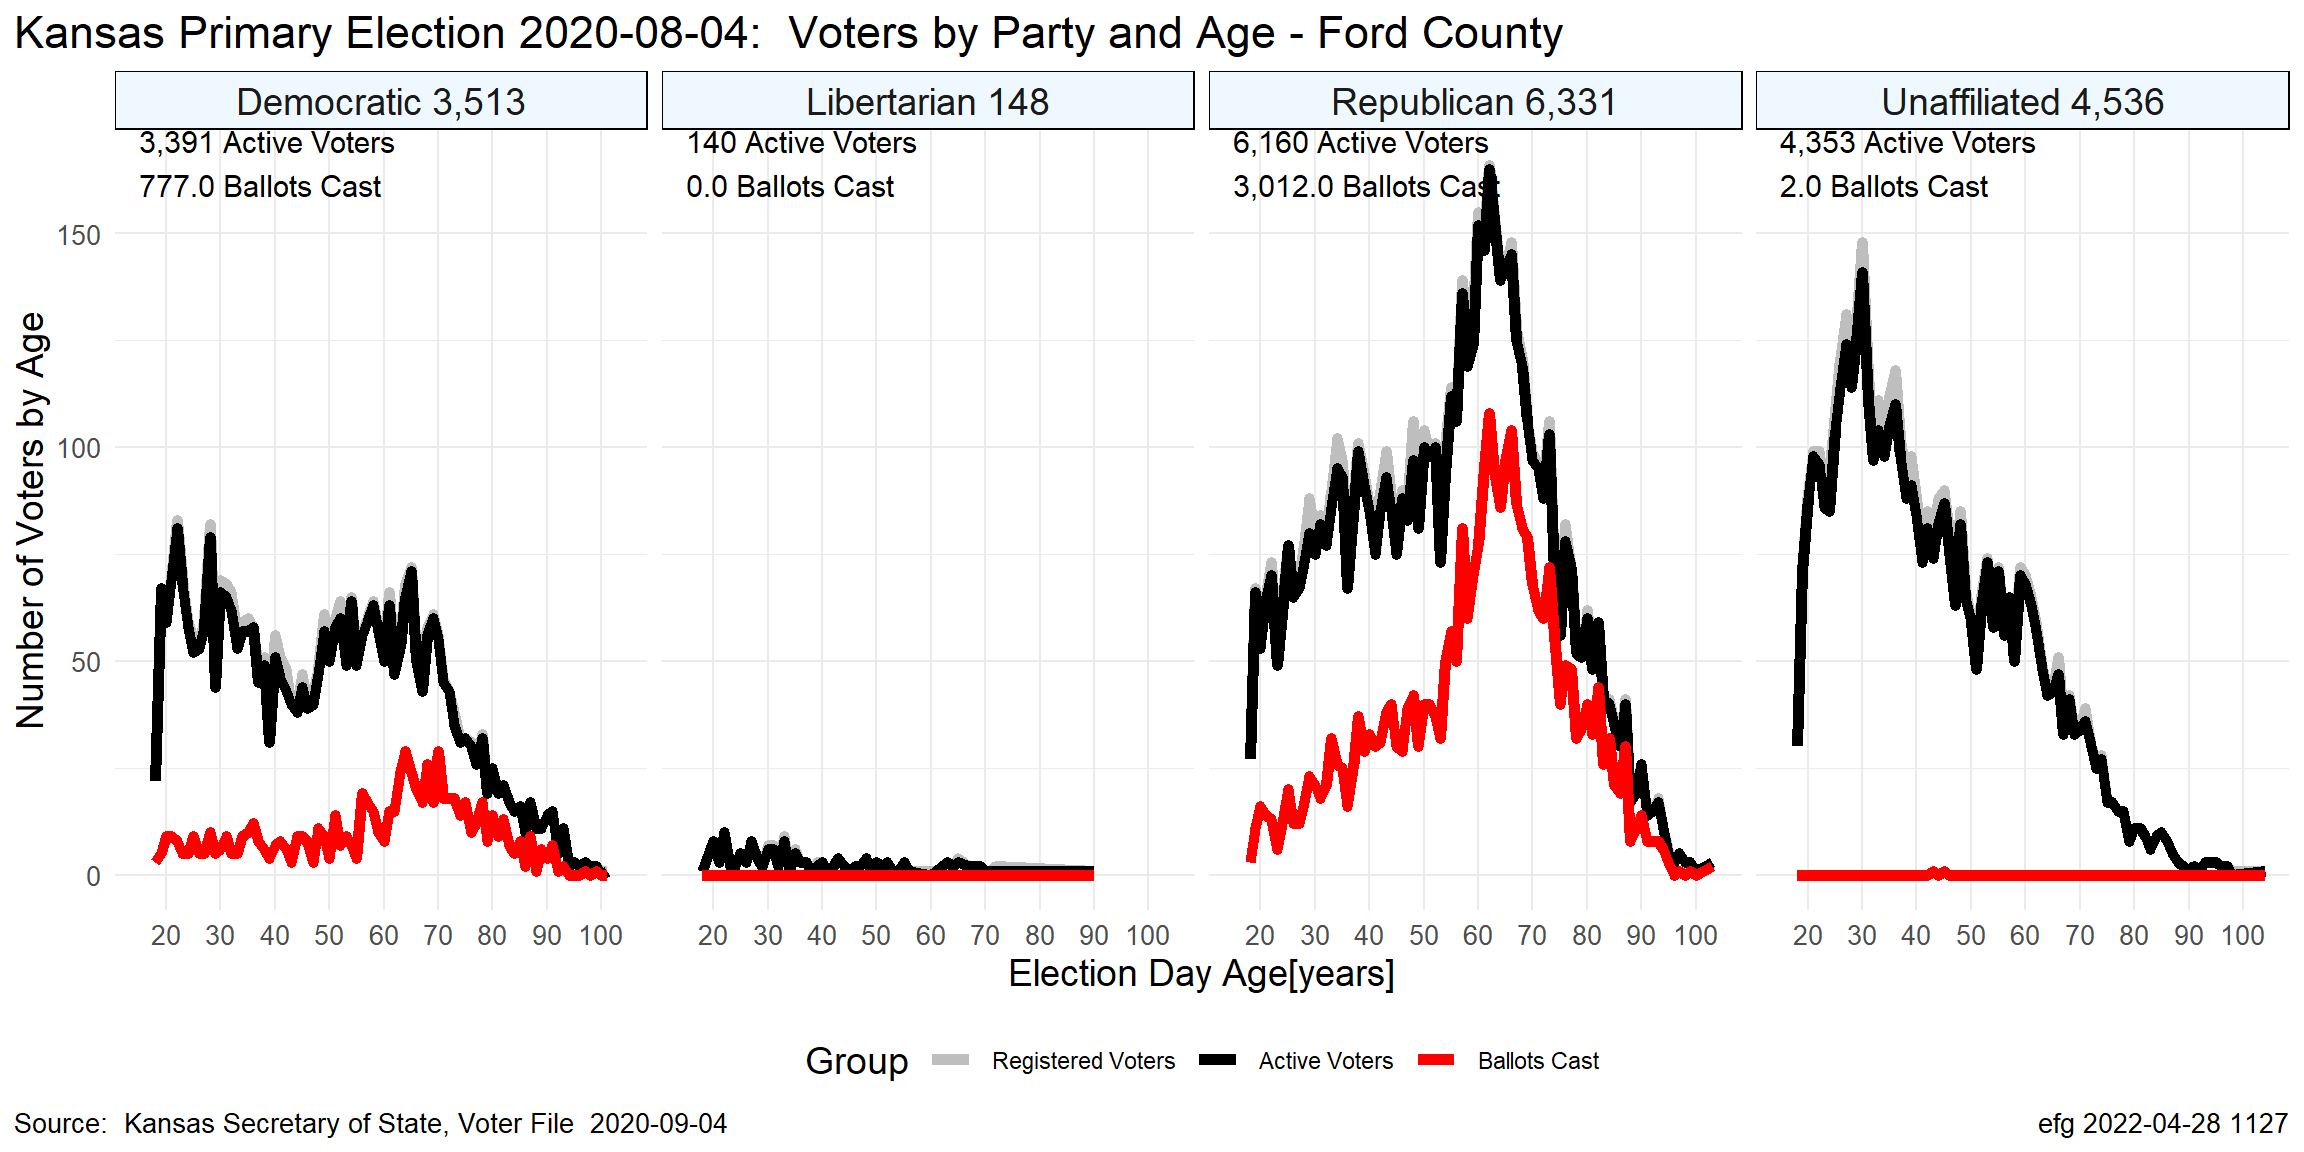 Kansas Primary Election 2020-08-04:  Voters by Party and Age - Ford County
Democratic 3,513
Libertarian 148
Republican 6,331
Unaffiliated 4,536
3,391 Active Voters
777.0 Ballots Cast
140 Active Voters
0.0 Ballots Cast
6,160 Active Voters
3,012.0 Ballots Cast
4,353 Active Voters
2.0 Ballots Cast
Number of Voters by Age
150
100
50
0
20 30 40 50 60 70 80 90 100
20 30 40 50 60 70 80 90 100
20 30 40 50 60 70 80 90 100
20 30 40 50 60 70 80 90 100
Election Day Age[years]
Group Registered Voters Active Voters Ballots Cast
Source:  Kansas Secretary of State, Voter File  2020-09-04
efg 2022-04-28 1127